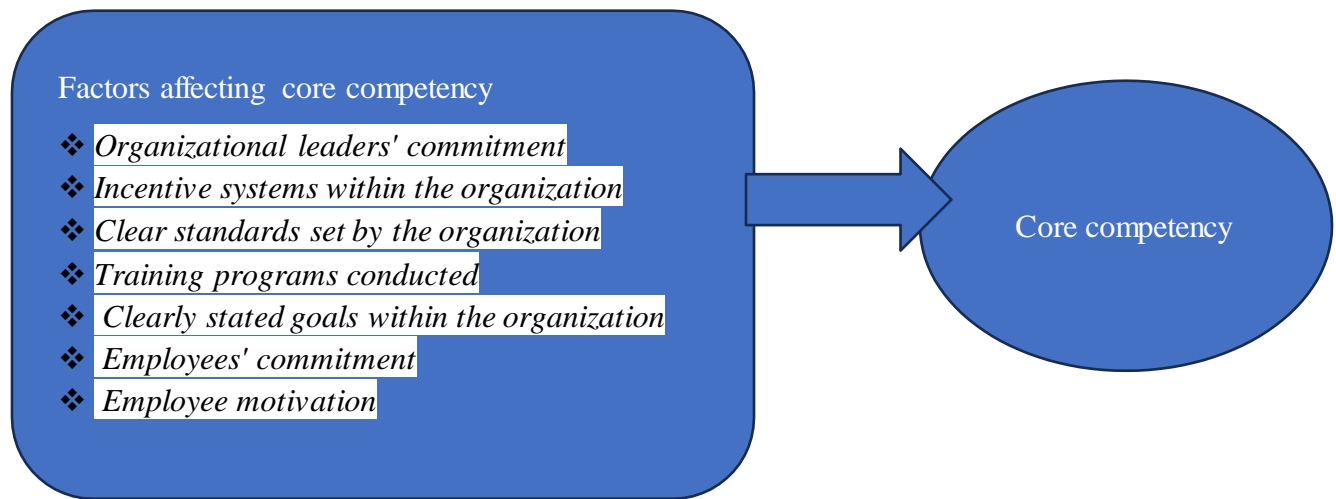 Factors affecting core competency
❖ Organizational leaders' commitment
❖ Incentive systems within the organization
❖ Clear standards set by the organization
❖ Training programs conducted
❖ Clearly stated goals within the organization
❖ Employees' commitment
❖ Employee motivation
Core competency